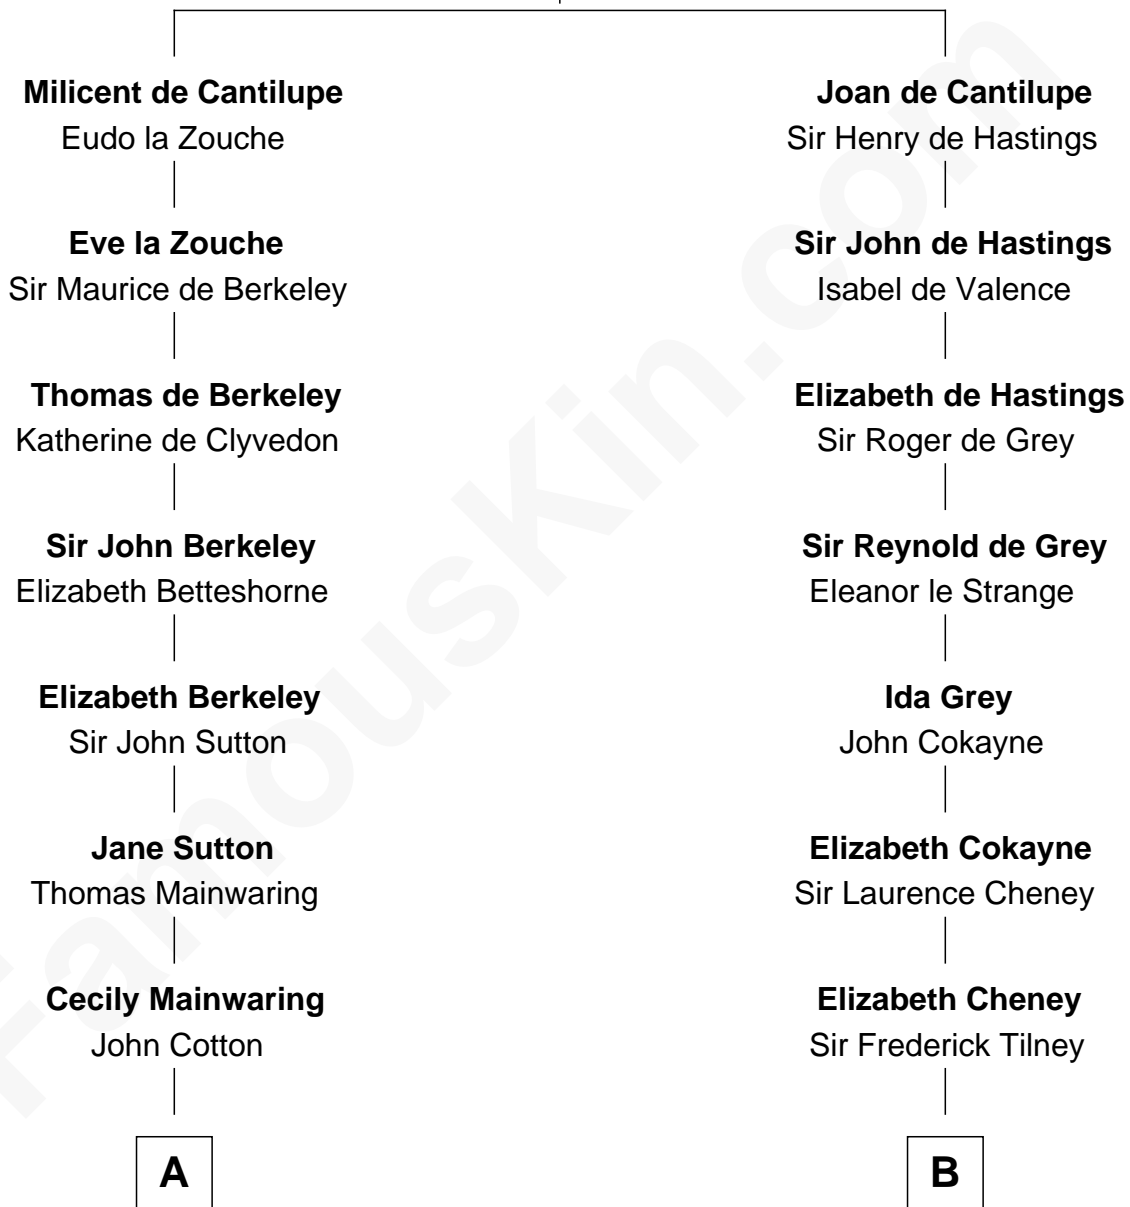 Milicent de Cantilupe
Eudo la Zouche
Eve la Zouche
Sir Maurice de Berkeley
Thomas de Berkeley
Katherine de Clyvedon
Sir John Berkeley
Elizabeth Betteshorne
Elizabeth Berkeley
Sir John Sutton
Jane Sutton
Thomas Mainwaring
Cecily Mainwaring
John Cotton
A
Joan de Cantilupe
Sir Henry de Hastings
Sir John de Hastings
Isabel de Valence
Elizabeth de Hastings
Sir Roger de Grey
Sir Reynold de Grey
Eleanor le Strange
Ida Grey
John Cokayne
Elizabeth Cokayne
Sir Laurence Cheney
Elizabeth Cheney
Sir Frederick Tilney
B
FamousKin.com